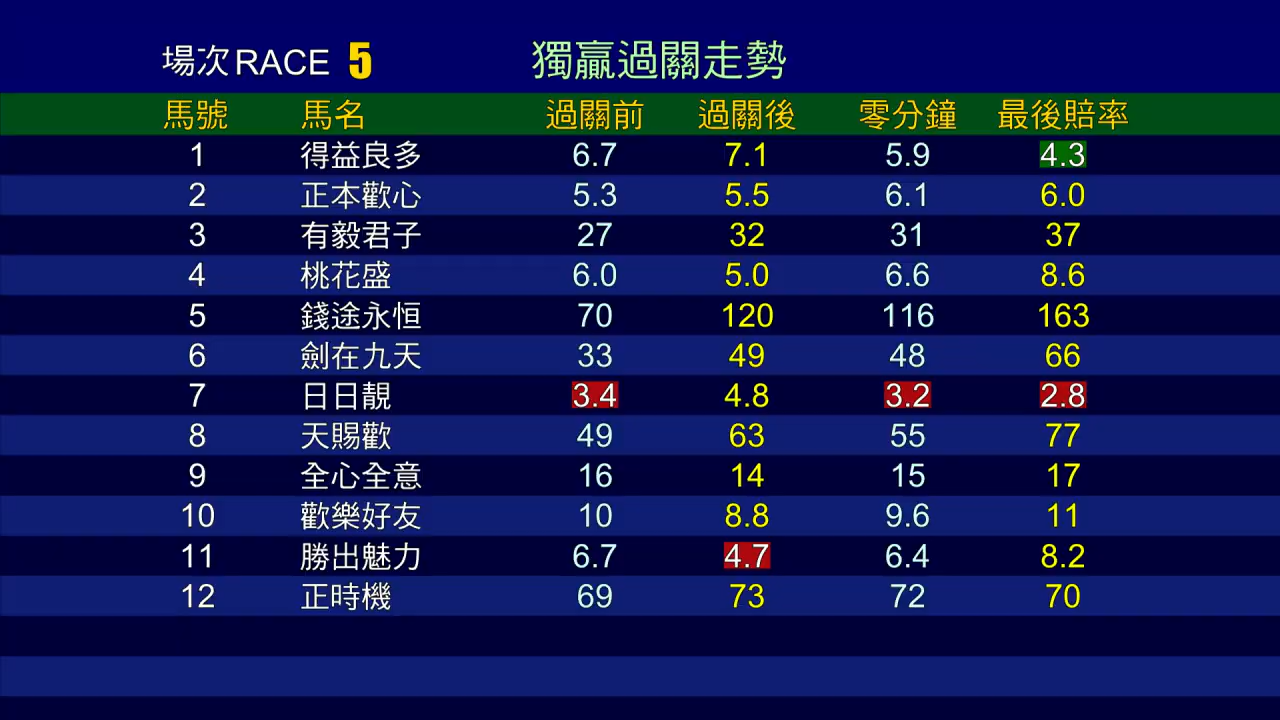 場次RACE 5 獨贏過關走勢
馬號 馬名 過關前 過關後 零分鐘 最後賠率
1 得益良多 6.7 7.1 5.9 4.3
2 正本歡心 5.3 5.5 6.1 6.0
3 有毅君子 27 32 31 37
4 桃花盛 6.0 5.0 6.6 8.6
5 錢途永恒 70 120 116 163
6 劍在九天 33 49 48 66
7 日日靚 3.4 4.8 3.2 2.8
8 天賜歡 49 63 55 77
9 全心全意 16 14 15 17
10 歡樂好友 10 8.8 9.6 11
11 勝出魅力 6.7 4.7 6.4 8.2
12 正時機 69 73 72 70